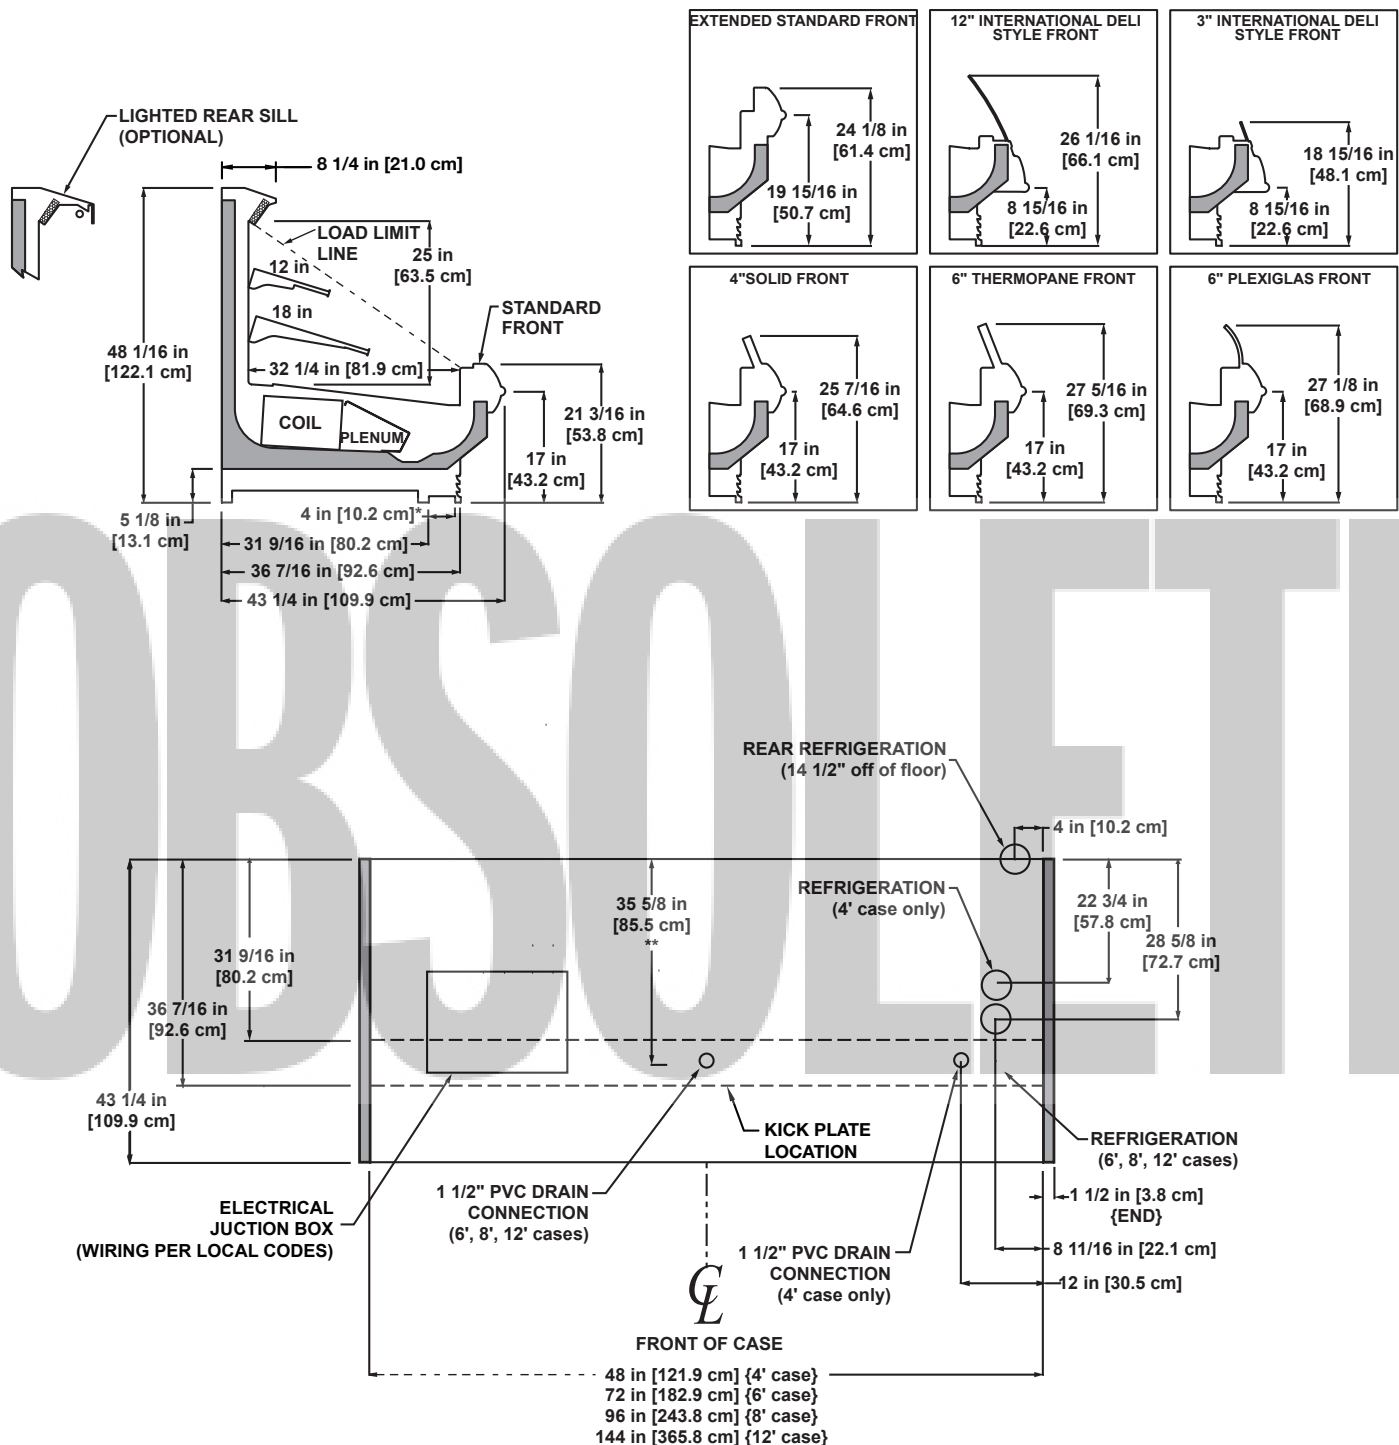 EXTENDED STANDARD FRONT
24 1/8 in
[61.4 cm]
19 15/16 in
[50.7 cm]
12" INTERNATIONAL DELI
STYLE FRONT
26 1/16 in
[66.1 cm]
8 15/16 in
[22.6 cm]
3" INTERNATIONAL DELI
STYLE FRONT
18 15/16 in
[48.1 cm]
8 15/16 in
[22.6 cm]
LIGHTED REAR SILL
(OPTIONAL)
8 1/4 in [21.0 cm]
LOAD LIMIT
LINE
25 in
[63.5 cm]
12 in
18 in
STANDARD
FRONT
48 1/16 in
[122.1 cm]
32 1/4 in [81.9 cm]
COIL
PLENUM
21 3/16 in
[53.8 cm]
17 in
[43.2 cm]
5 1/8 in
[13.1 cm]
4 in [10.2 cm]*
31 9/16 in [80.2 cm]
36 7/16 in [92.6 cm]
43 1/4 in [109.9 cm]
4"SOLID FRONT
25 7/16 in
[64.6 cm]
17 in
[43.2 cm]
6" THERMOPANE FRONT
27 5/16 in
[69.3 cm]
17 in
[43.2 cm]
6" PLEXIGLAS FRONT
27 1/8 in
[68.9 cm]
17 in
[43.2 cm]
OBSOLETE
REAR REFRIGERATION
(14 1/2" off of floor)
4 in [10.2 cm]
REFRIGERATION
(4' case only)
22 3/4 in
[57.8 cm]
28 5/8 in
[72.7 cm]
35 5/8 in
[85.5 cm]
**
31 9/16 in
[80.2 cm]
36 7/16 in
[92.6 cm]
43 1/4 in
[109.9 cm]
KICK PLATE
LOCATION
REFRIGERATION
(6', 8', 12' cases)
ELECTRICAL
JUCTION BOX
(WIRING PER LOCAL CODES)
1 1/2" PVC DRAIN
CONNECTION
(6', 8', 12' cases)
1 1/2" PVC DRAIN
CONNECTION
(4' case only)
1 1/2 in [3.8 cm]
{END}
8 11/16 in [22.1 cm]
12 in [30.5 cm]
CL
FRONT OF CASE
48 in [121.9 cm] {4' case}
72 in [182.9 cm] {6' case}
96 in [243.8 cm] {8' case}
144 in [365.8 cm] {12' case}